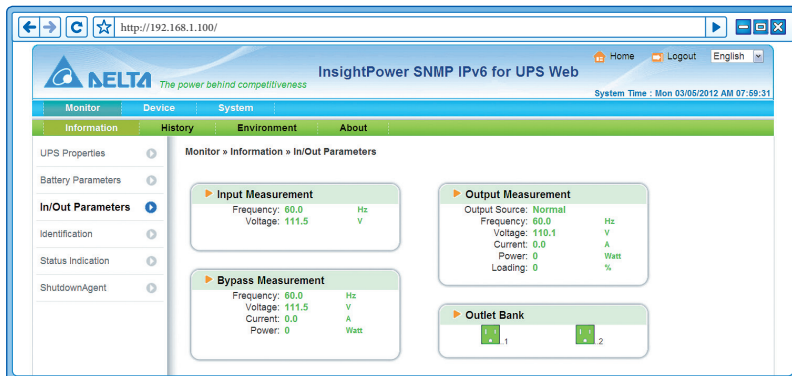 http://192.168.1.100/
DELTA
The power behind competitiveness
InsightPower SNMP IPv6 for UPS Web
Home
Logout
English
System Time : Mon 03/05/2012 AM 07:59:31
Monitor Device System
Information History Environment About
UPS Properties
Battery Parameters
In/Out Parameters
Identification
Status Indication
ShutdownAgent
Monitor » Information » In/Out Parameters
Input Measurement
Frequency: 60.0 Hz
Voltage: 111.5 V
Bypass Measurement
Frequency: 60.0 Hz
Voltage: 111.5 V
Current: 0.0 A
Power: 0 Watt
Output Measurement
Output Source: Normal
Frequency: 60.0 Hz
Voltage: 110.1 V
Current: 0.0 A
Power: 0 Watt
Loading: 0 %
Outlet Bank
1 2